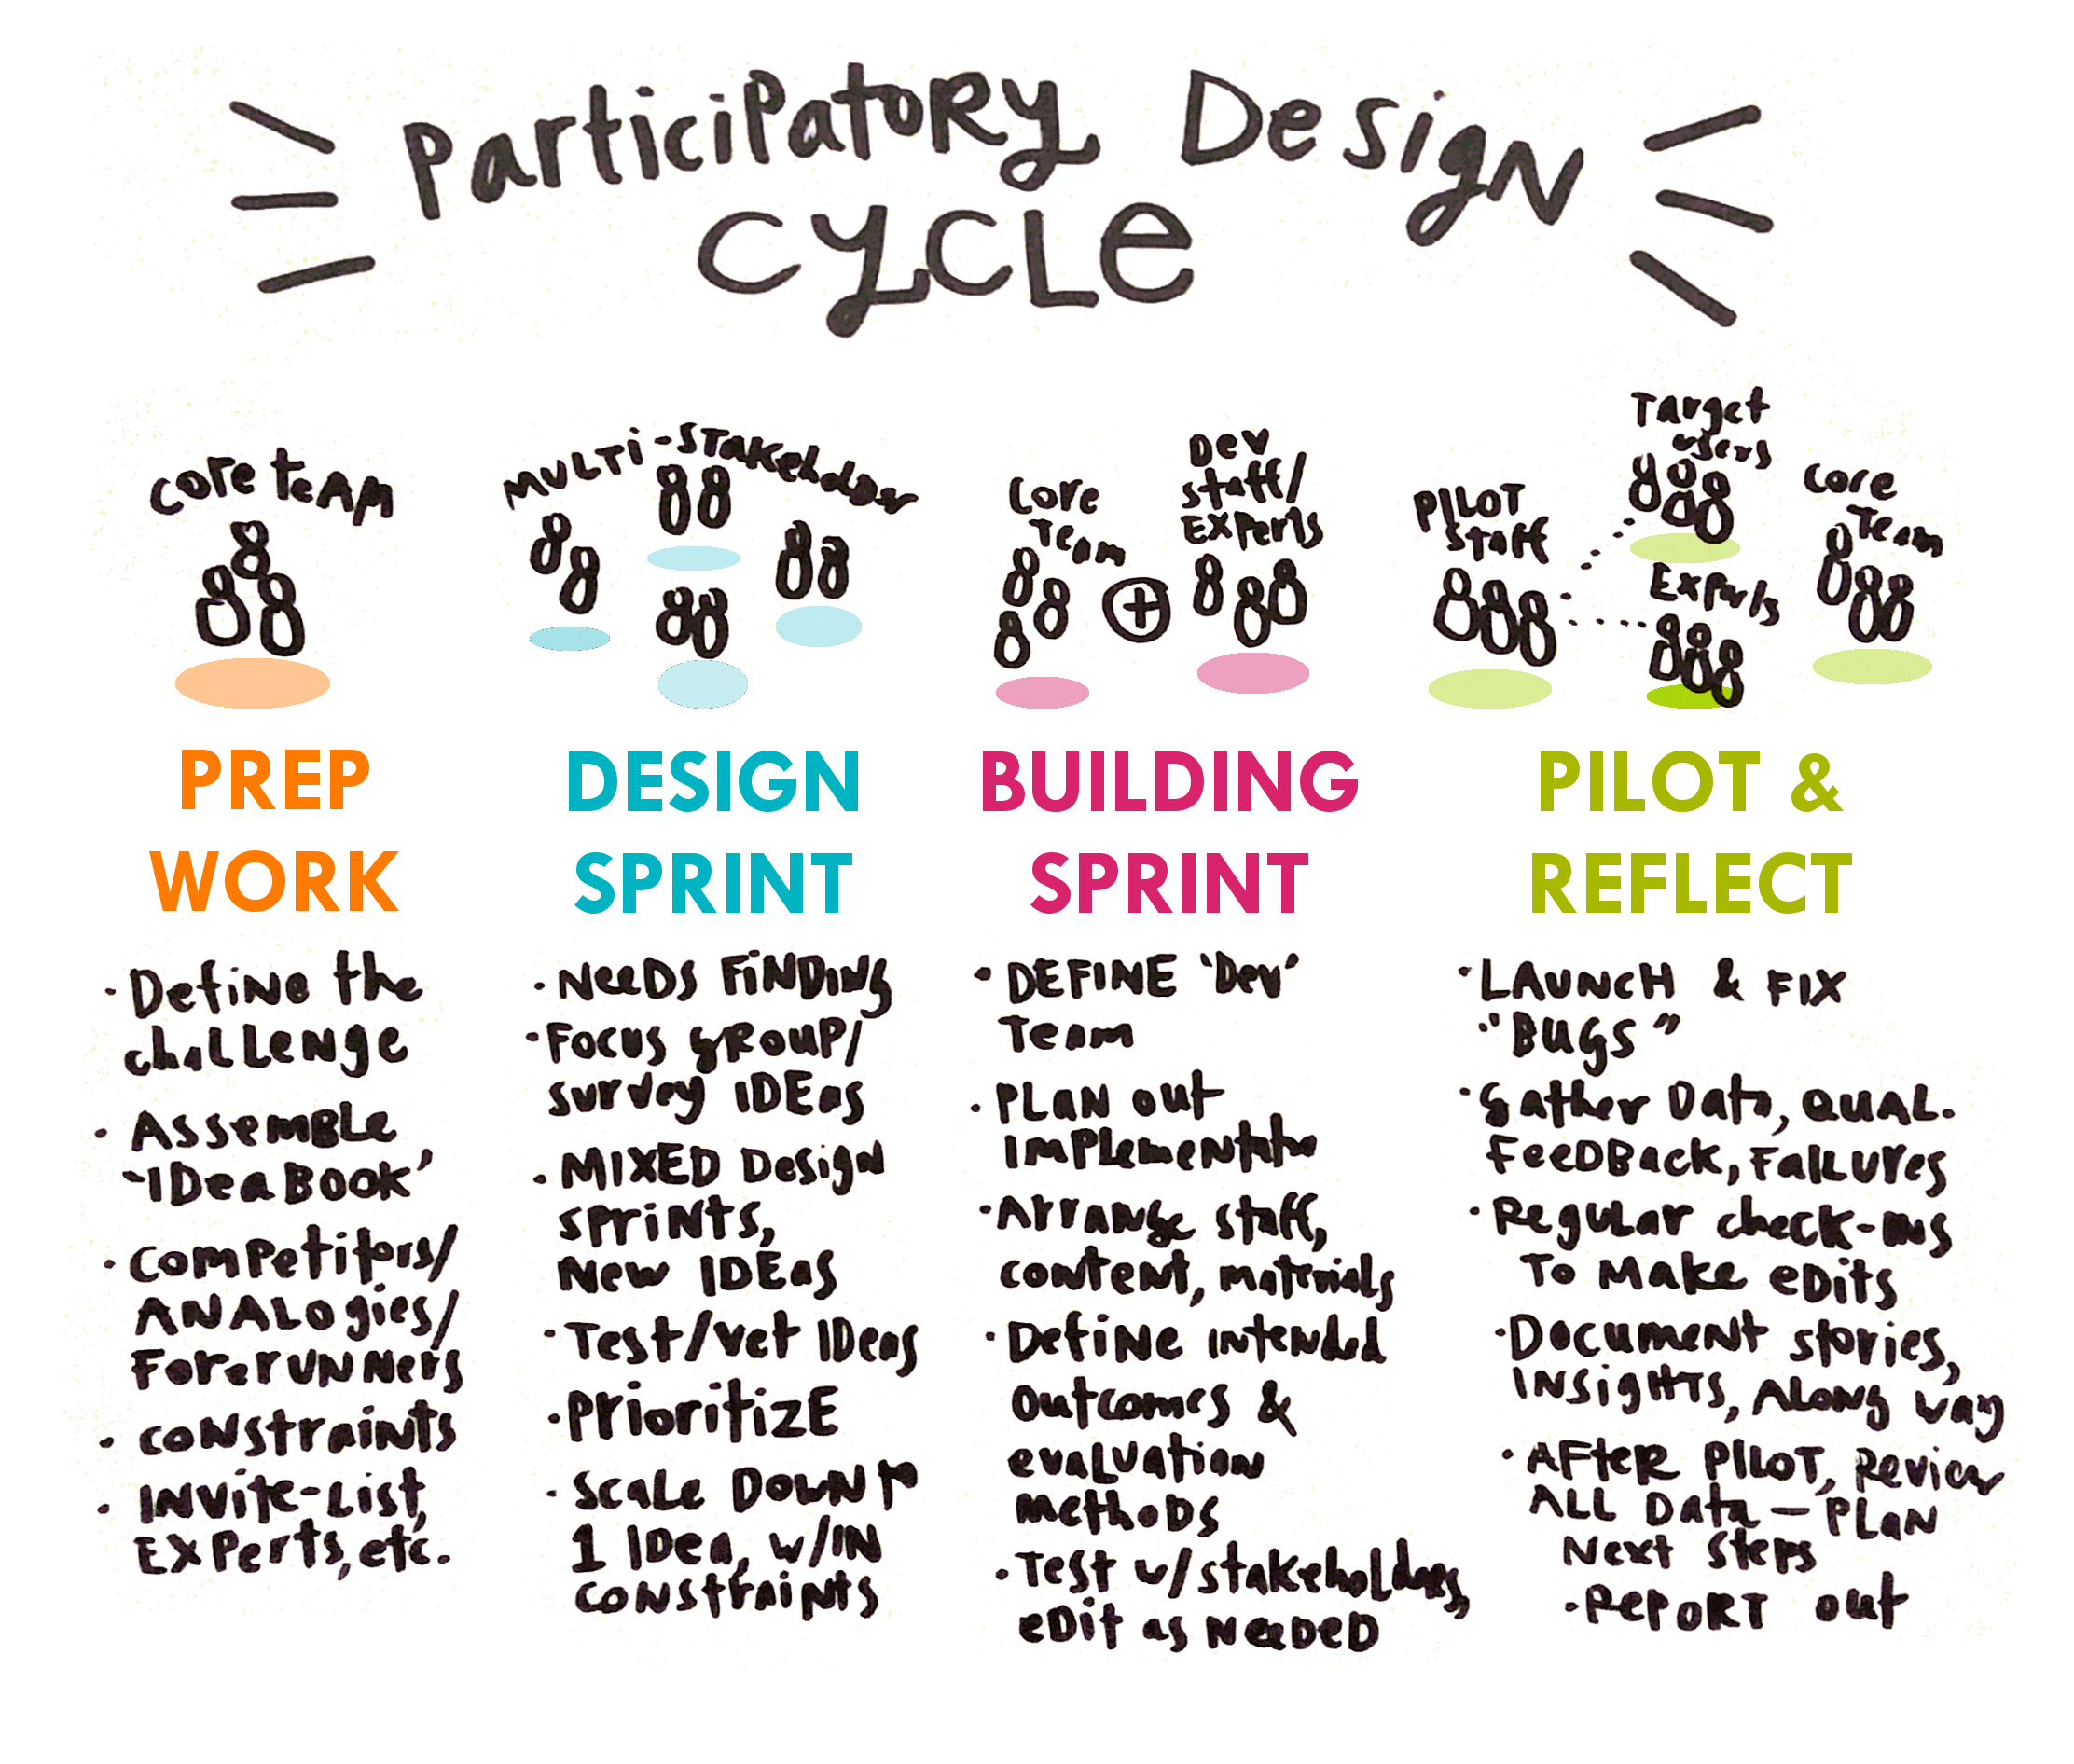 Participatory Design
Cycle
Core Team
Multi-Stakeholder
Core
Team
Dev
Staff/
Experts
Pilot
Staff
Target
Users
Experts
Core
Team
PREP
WORK
· Define the
challenge
· Assemble
'IDea Book'
· Competitors/
Analogies/
Forerunners
· constraints
· Invite-List,
Experts, etc.
DESIGN
SPRINT
· Needs Finding
· Focus group/
survey IDEas
· MIXED Design
sprints,
New IDEas
· Test/vet IDeas
· PrioritizE
· Scale Down to
1 IDea, w/IN
constraints
BUILDING
SPRINT
· DEFINE 'Dev'
Team
· PLAN out
Implementatn
· Arrange staff,
content, materials
· Define intended
outcomes &
evaluation
methods
· Test w/stakeholders,
edit as needed
PILOT &
REFLECT
· LAUNCH & FIX
"BUGS"
· Gather Data, QUAL.
FeeDBack, Failures
· Regular check-ins
To Make eDits
· Document stories,
Insights, Along way
· AFter PILOT, Review
ALL Data – PLAN
Next Steps
· Report out